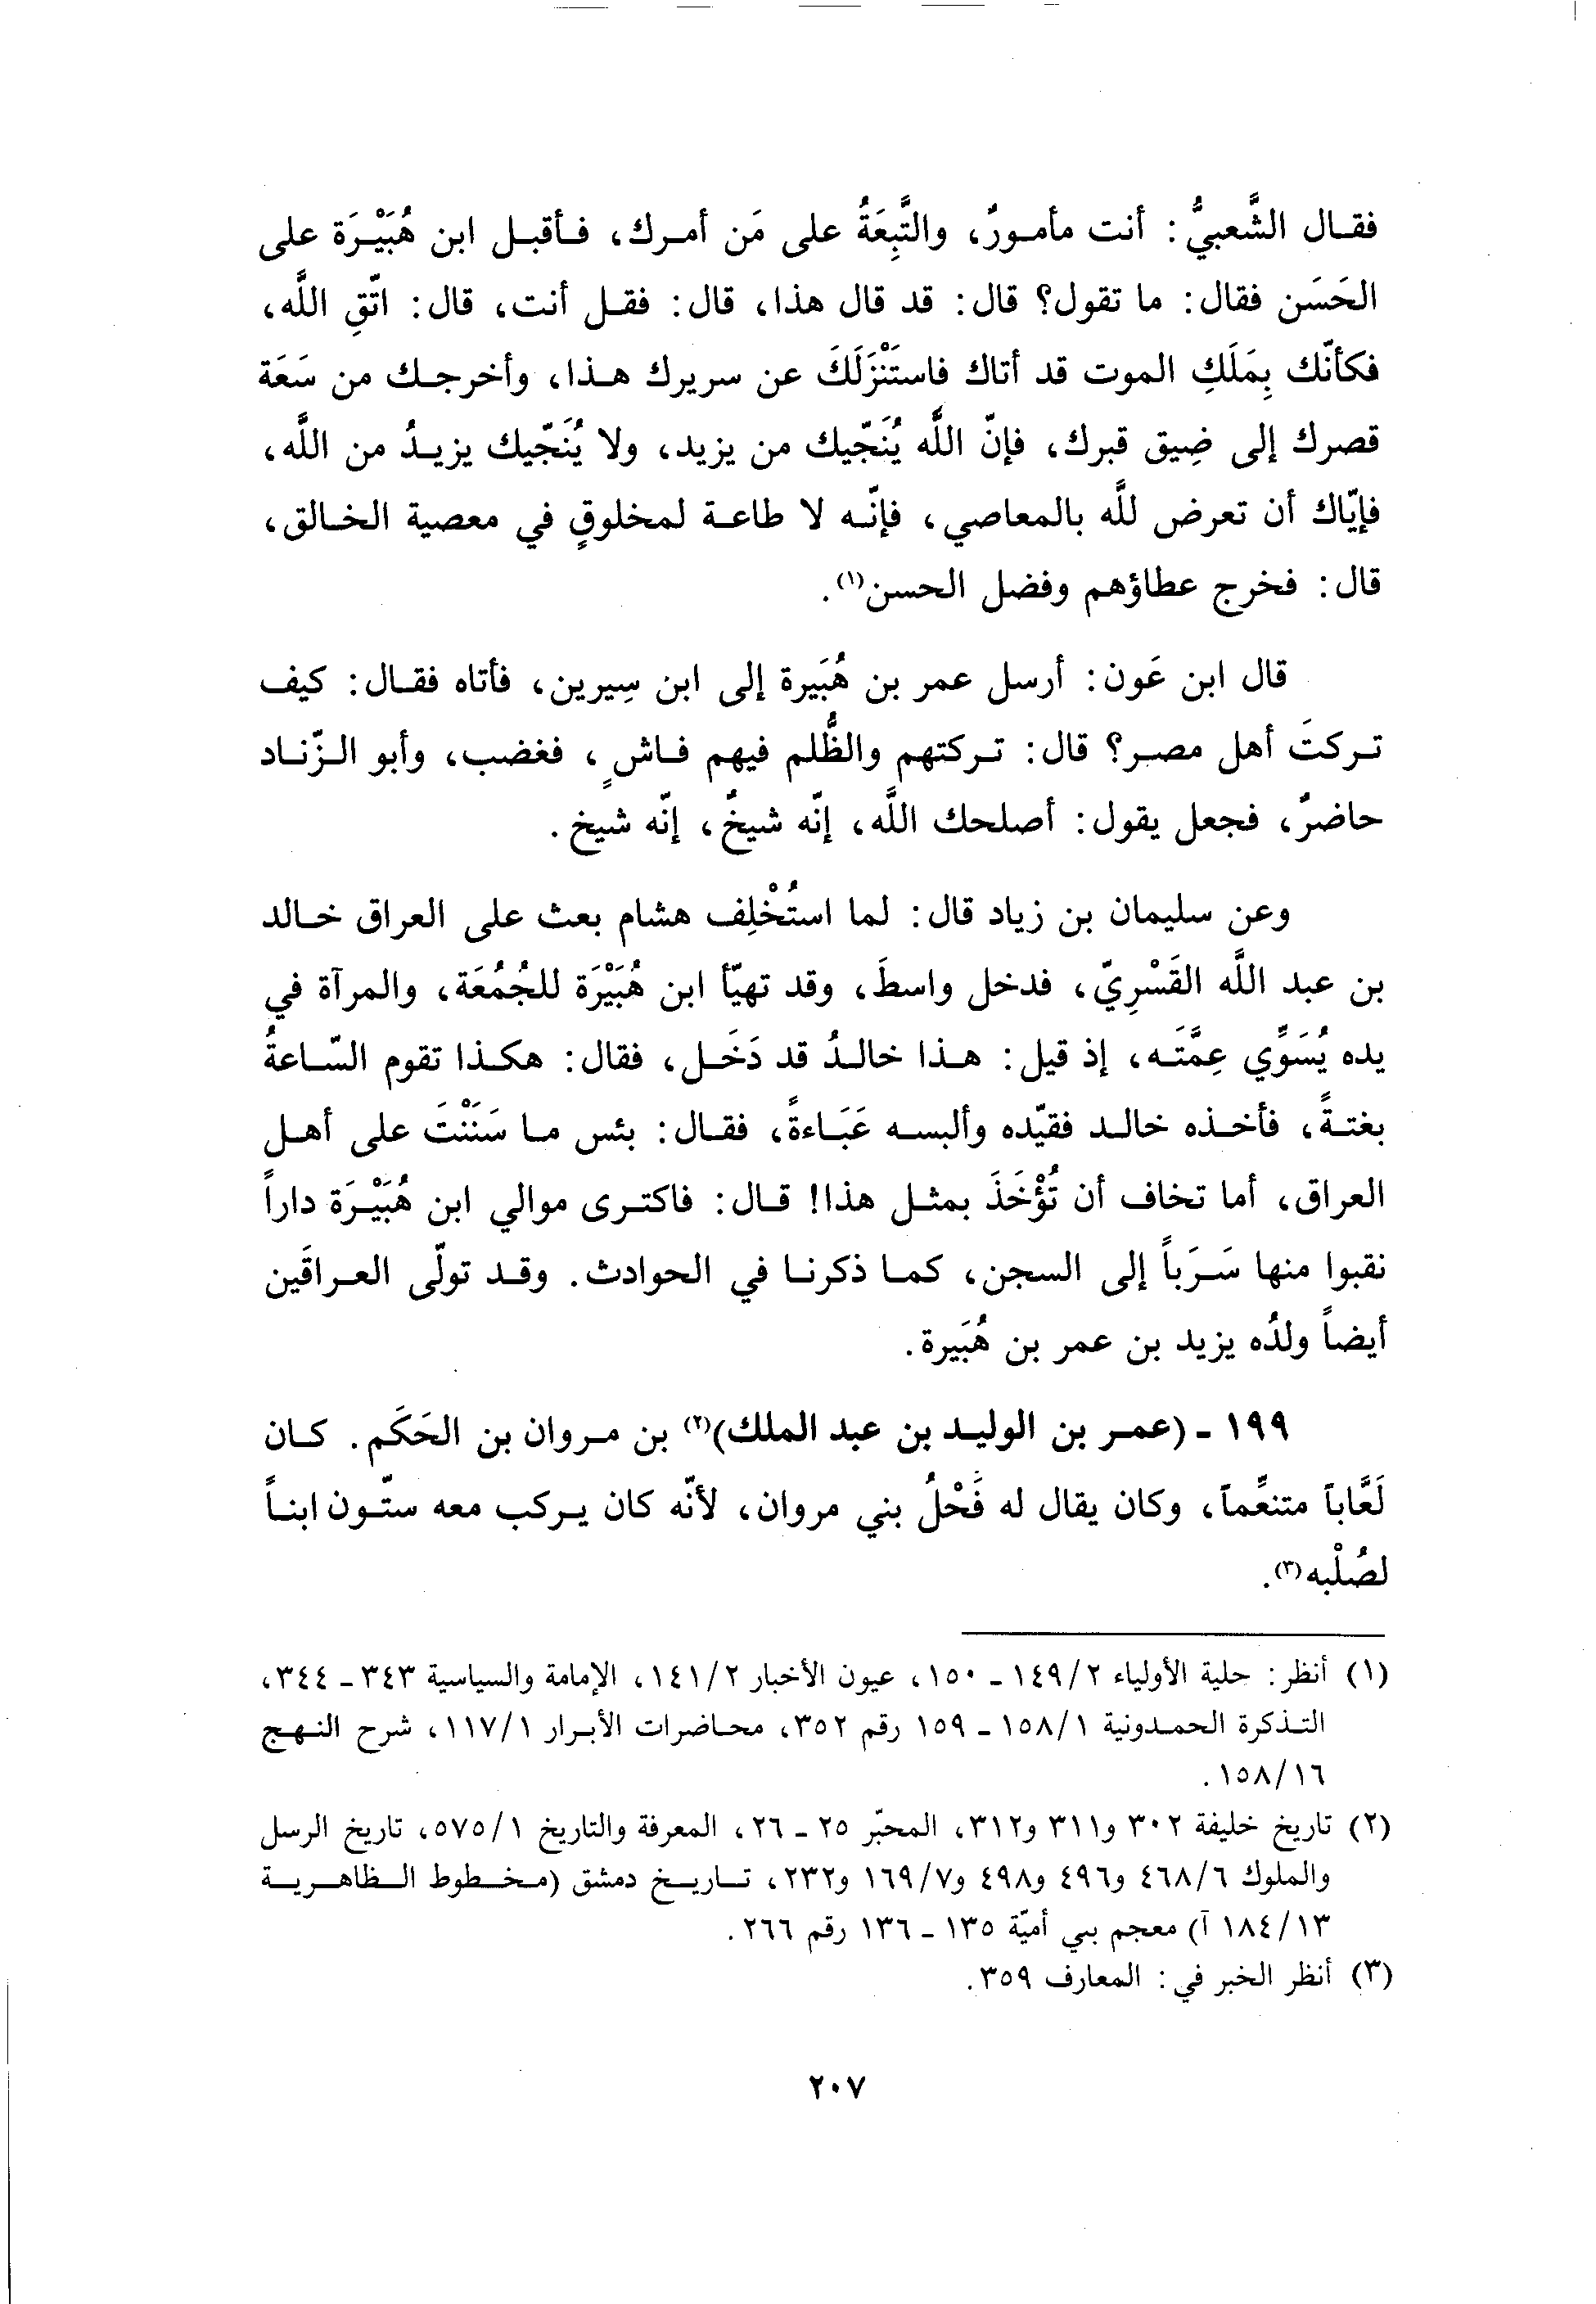 فقال الشَّعبيُّ: أنت مأمورٌ، والتَّبِعَةُ على مَن أمرك، فأقبل ابن هُبَيْرَة على
الحَسَن فقال: ما تقول؟ قال: قد قال هذا، قال: فقل أنت، قال: اتّقِ اللَّه،
فكأنّك بِمَلَكِ الموت قد أتاك فاستَنْزَلَكَ عن سريرك هذا، وأخرجك من سَعَة
قصرك إلى ضِيق قبرك، فإنّ اللَّه يُنَجّيك من يزيد، ولا يُنَجّيك يزيدُ من اللَّه،
فإيّاك أن تعرض للَّه بالمعاصي، فإنّه لا طاعة لمخلوقٍ في معصية الخالق،
قال: فخرج عطاؤهم وفضل الحسن(١).
قال ابن عَون: أرسل عمر بن هُبَيرة إلى ابن سِيرين، فأتاه فقال: كيف
تركتَ أهل مصر؟ قال: تركتهم والظُّلم فيهم فاشٍ، فغضب، وأبو الزّناد
حاضرٌ، فجعل يقول: أصلحك اللَّه، إنّه شيخٌ، إنّه شيخ.
وعن سليمان بن زياد قال: لما استُخْلِف هشام بعث على العراق خالد
بن عبد اللَّه القَسْرِيّ، فدخل واسطَ، وقد تهيّأ ابن هُبَيْرَة للجُمُعَة، والمرآة في
يده يُسَوِّي عِمَّتَه، إذ قيل: هذا خالدُ قد دَخَل، فقال: هكذا تقوم السّاعةُ
بغتةً، فأخذه خالد فقيّده وألبسه عَبَاءةً، فقال: بئس ما سَنَنْتَ على أهل
العراق، أما تخاف أن تُؤْخَذَ بمثل هذا! قال: فاكترى موالي ابن هُبَيْرَة داراً
نقبوا منها سَرَباً إلى السجن، كما ذكرنا في الحوادث. وقد تولّى العراقَين
أيضاً ولدُه يزيد بن عمر بن هُبَيرة.
١٩٩ - (عمر بن الوليد بن عبد الملك)(٢) بن مروان بن الحَكَم. كان
لَعَّاباً متنعِّماً، وكان يقال له فَحْلُ بني مروان، لأنّه كان يركب معه ستّون ابناً
لصُلْبه(٣).
(١) أنظر: حلية الأولياء ١٤٩/٢ - ١٥٠، عيون الأخبار ١٤١/٢، الإمامة والسياسية ٣٤٣ - ٣٤٤،
التذكرة الحمدونية ١٥٨/١ - ١٥٩ رقم ٣٥٢، محاضرات الأبرار ١١٧/١، شرح النهج
١٥٨/١٦.
(٢) تاريخ خليفة ٣٠٢ و٣١١ و٣١٢، المحبّر ٢٥ - ٢٦، المعرفة والتاريخ ٥٧٥/١، تاريخ الرسل
والملوك ٤٦٨/٦ و٤٩٦ و٤٩٨ و١٦٩/٧ و٢٣٢، تاريخ دمشق (مخطوط الظاهرية
١٨٤/١٣ آ) معجم بني أميّة ١٣٥ - ١٣٦ رقم ٢٦٦.
(٣) أنظر الخبر في: المعارف ٣٥٩.
٢٠٧